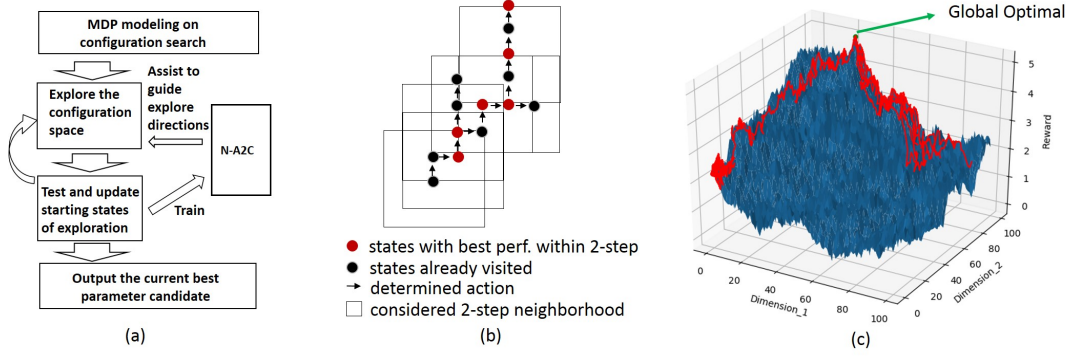 MDP modeling on
configuration search
Explore the
configuration
space
Assist to
guide
explore
directions
N-A2C
Test and update
starting states
of exploration
Train
Output the current best
parameter candidate
(a)
states with best perf. within 2-step
states already visited
determined action
considered 2-step neighborhood
(b)
Global Optimal
5
4
3
2
1
0
Reward
0
20
40
60
80
100
Dimension_1
0
20
40
60
80
100
Dimension_2
(c)